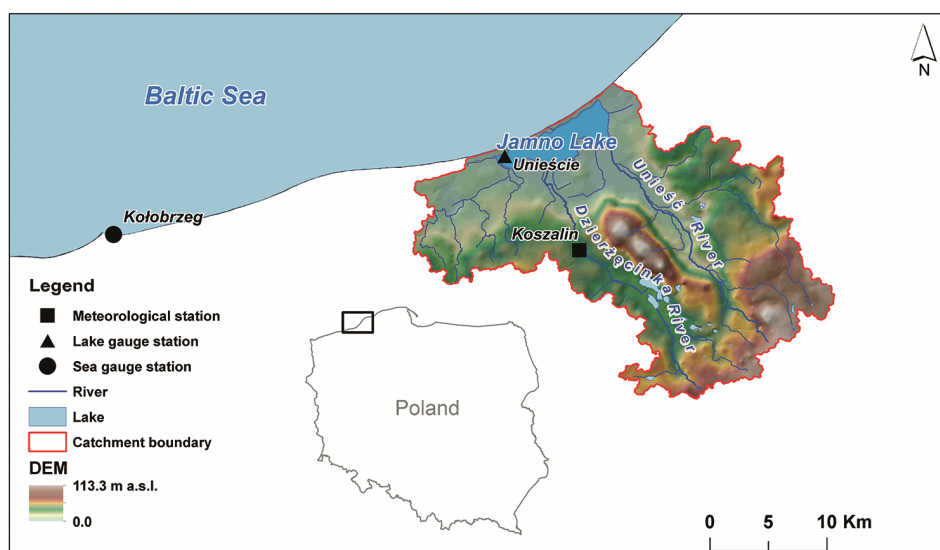 N
Baltic Sea
Jamno Lake
Unieście
Unieść River
Kołobrzeg
Koszalin
Dzierżęcinka River
Legend
Meteorological station
Lake gauge station
Sea gauge station
River
Lake
Catchment boundary
DEM
113.3 m a.s.l.
0.0
Poland
0 5 10 Km